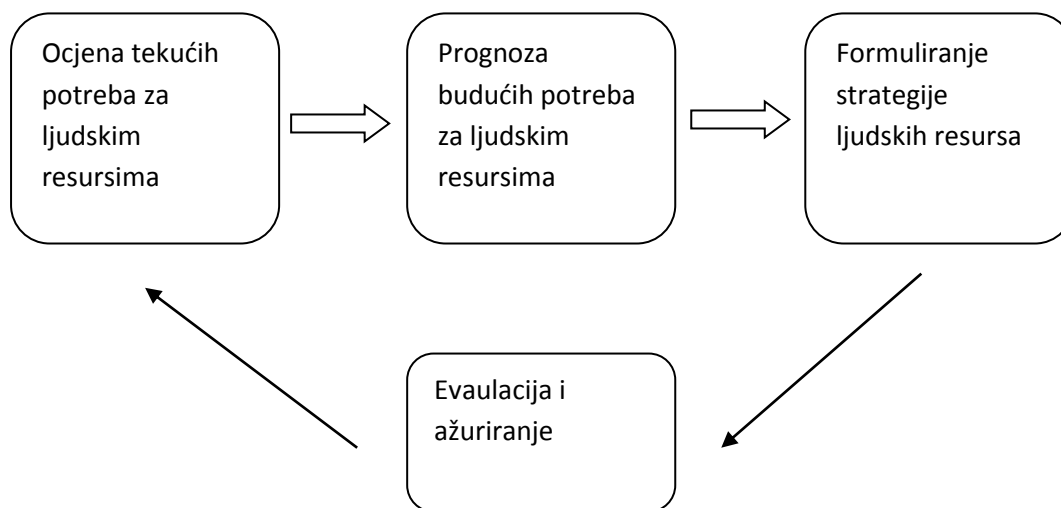 Ocjena tekućih
potreba za
ljudskim
resursima
Prognoza
budućih potreba
za ljudskim
resursima
Formuliranje
strategije
ljudskih resursa
Evaulacija i
ažuriranje